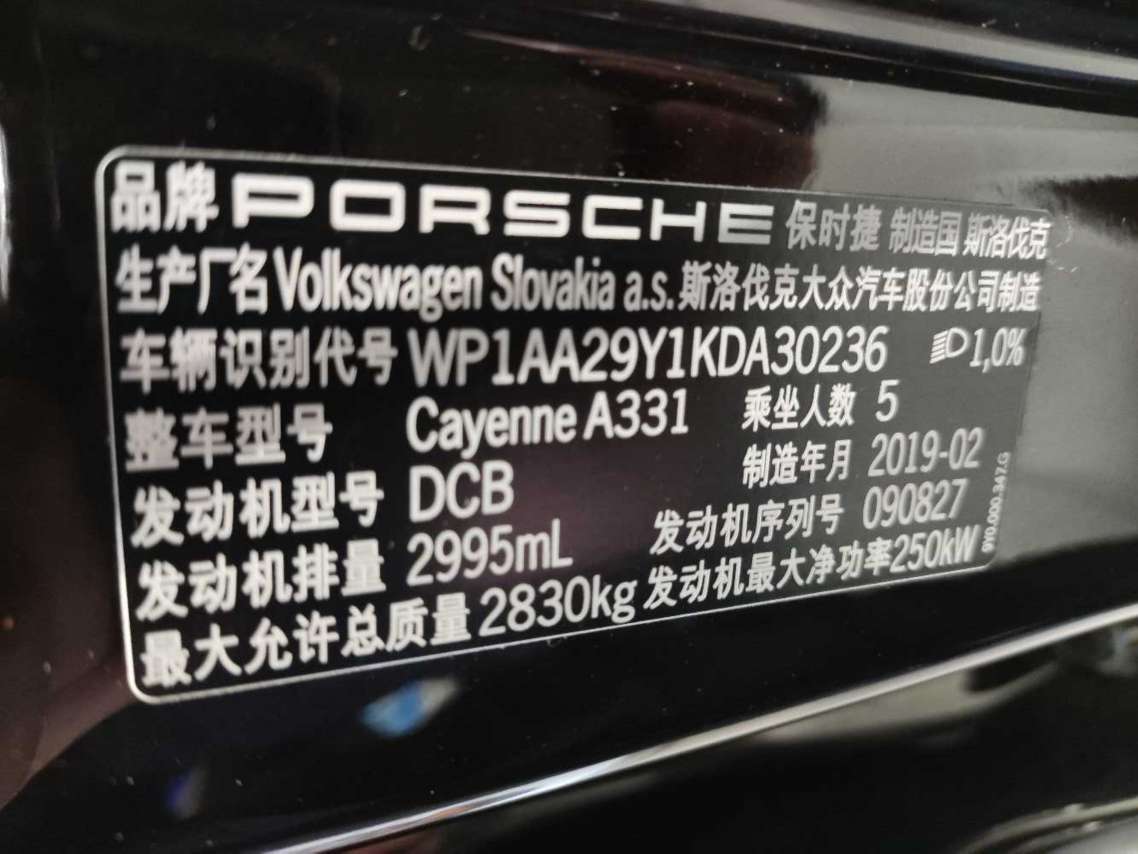 品牌 PORSCHE 保时捷 制造国 斯洛伐克
生产厂名 Volkswagen Slovakia a.s. 斯洛伐克大众汽车股份公司制造
车辆识别代号 WP1AA29Y1KDA30236 1,0%
整车型号 Cayenne A331 乘坐人数 5
发动机型号 DCB 制造年月 2019-02
发动机排量 2995mL 发动机序列号 090827
最大允许总质量 2830kg 发动机最大净功率 250kW
910.000.347.G